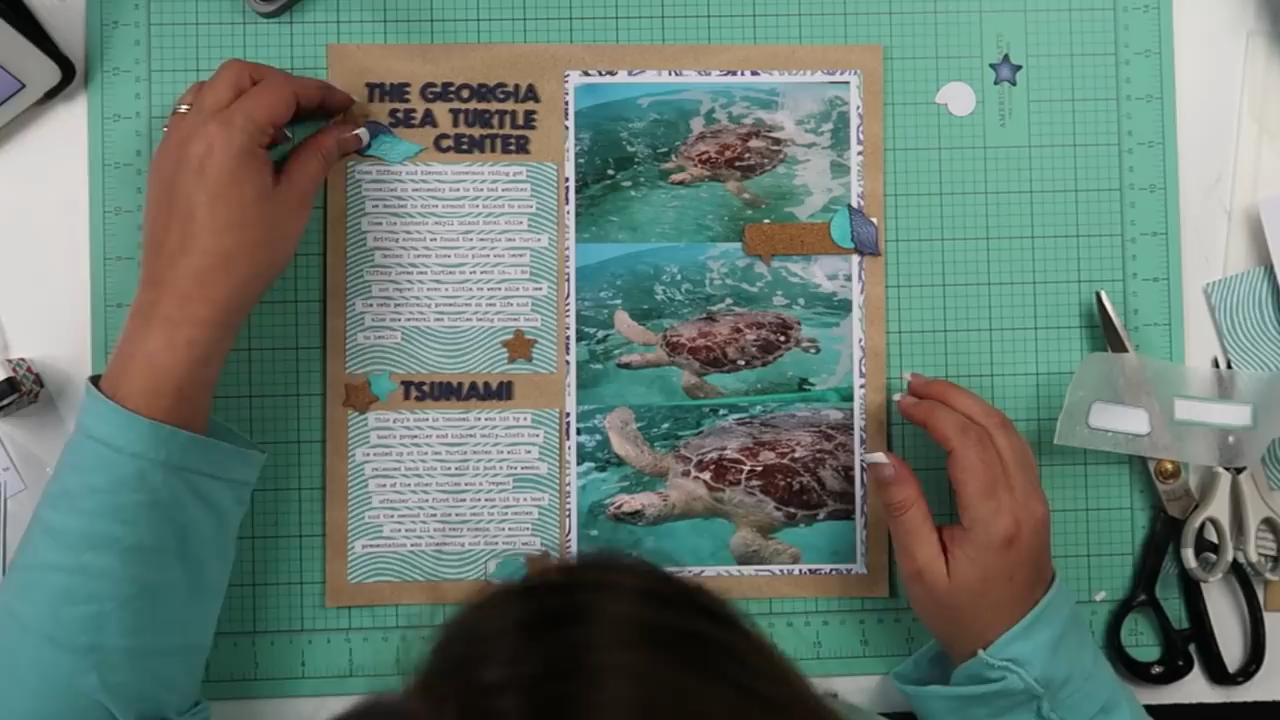 THE GEORGIA
SEA TURTLE
CENTER
When Tiffany and Kieron's horseback riding got
cancelled on wednesday due to the bad weather,
we decided to drive around the island to show
them the historic Jekyll Island Hotel. While
driving around we found the Georgia Sea Turtle
Center. I never knew this place was here!
Tiffany loves sea turtles so we went in... I do
not regret it even a little. we were able to see
the vets performing procedures on sea life and
also saw several sea turtles being nursed back
to health!
TSUNAMI
This guy's name is Tsunami. He was hit by a
boat's propeller and injured badly...that's how
he ended up at the Sea Turtle Center. He will be
released back into the wild in just a few weeks.
One of the other turtles was a "repeat
offender"...the first time she was hit by a boat
and the second time she was sent to the center
she was ill and very anemic. The entire
presentation was interesting and done very well